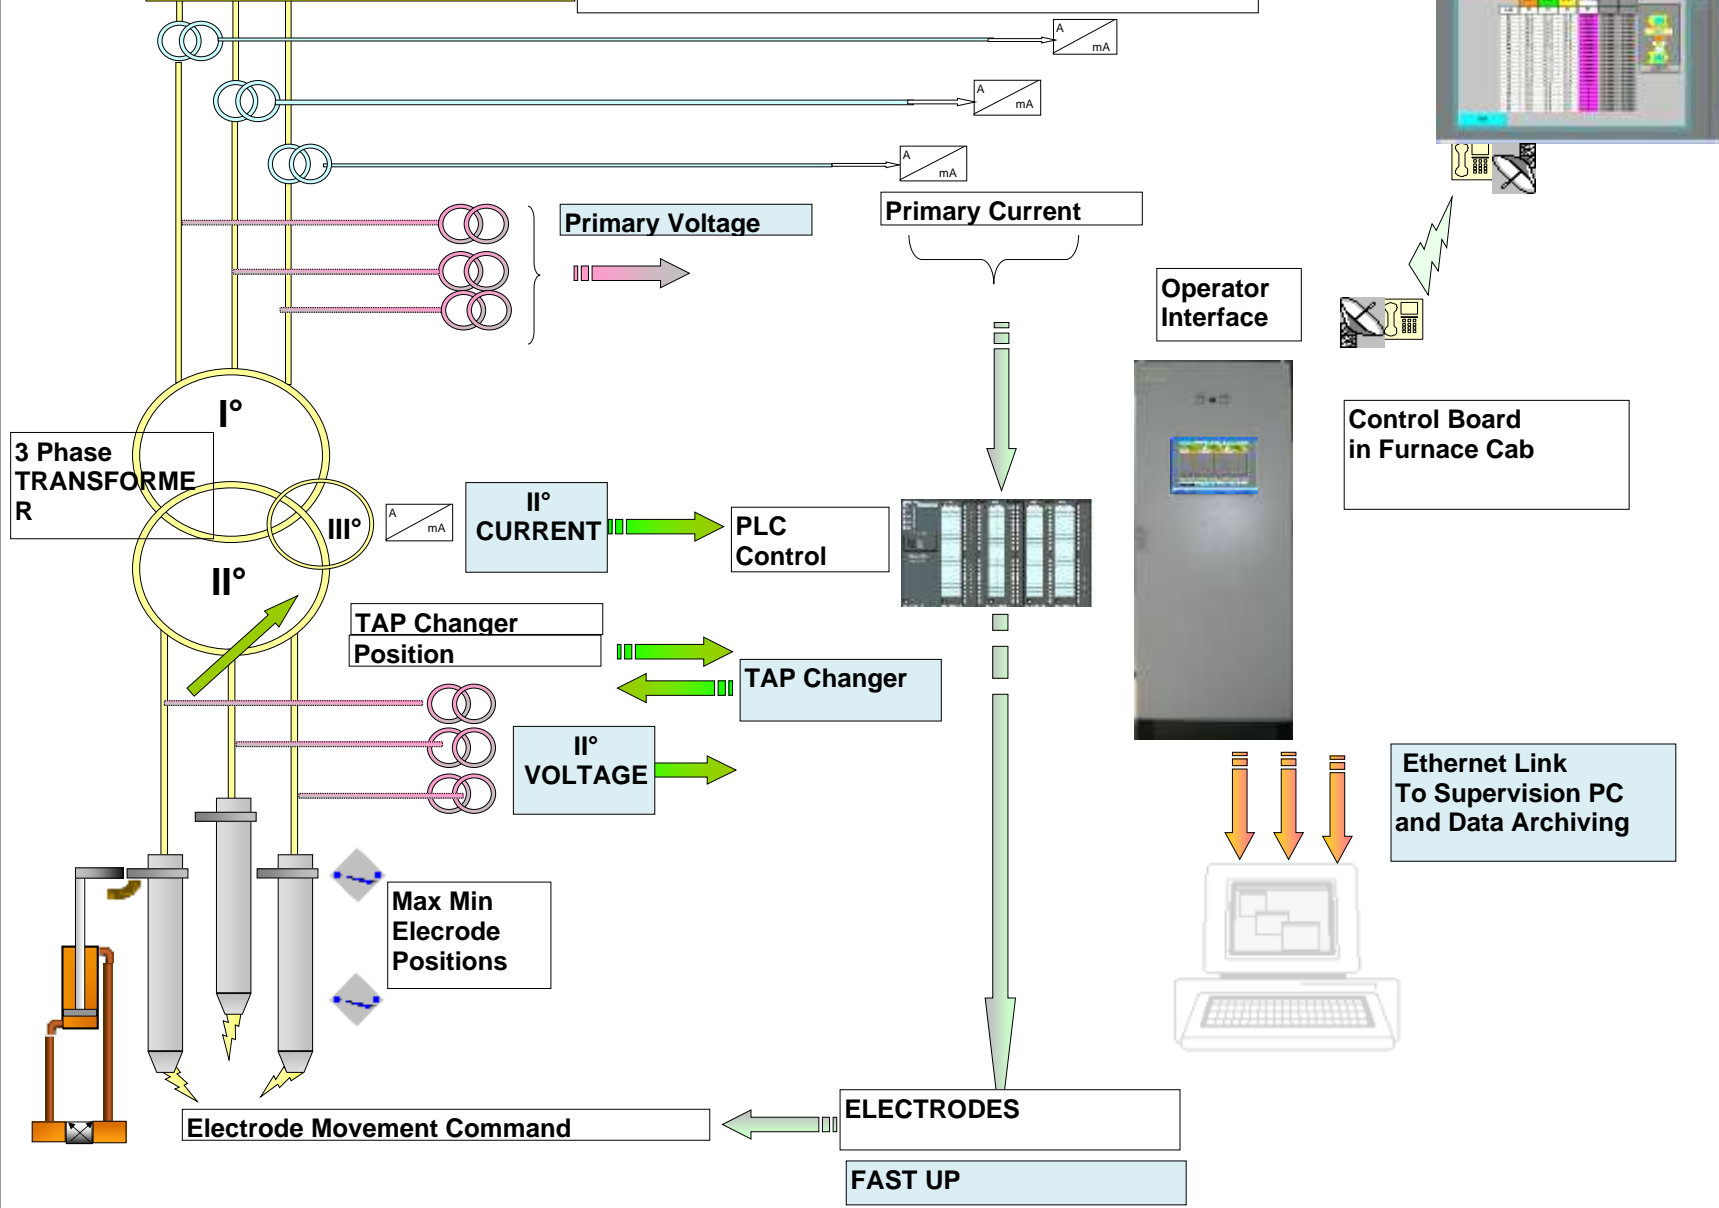 A
mA
A
mA
A
mA
Primary Voltage
Primary Current
Operator
Interface
I°
3 Phase
TRANSFORME
R
Control Board
in Furnace Cab
III°
A
mA
II°
CURRENT
PLC
Control
II°
TAP Changer
Position
TAP Changer
II°
VOLTAGE
Ethernet Link
To Supervision PC
and Data Archiving
Max Min
Elecrode
Positions
ELECTRODES
Electrode Movement Command
FAST UP